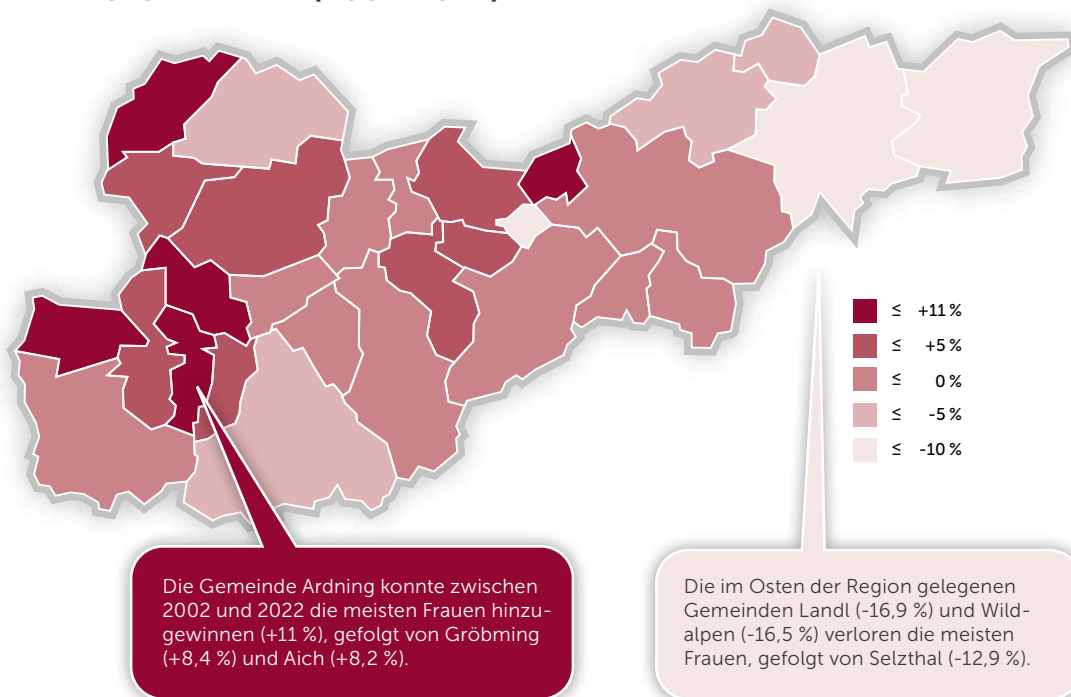 ≤ +11 %
≤ +5 %
≤ 0 %
≤ -5 %
≤ -10 %
Die Gemeinde Ardning konnte zwischen
2002 und 2022 die meisten Frauen hinzu-
gewinnen (+11 %), gefolgt von Gröbming
(+8,4 %) und Aich (+8,2 %).
Die im Osten der Region gelegenen
Gemeinden Landl (-16,9 %) und Wild-
alpen (-16,5 %) verloren die meisten
Frauen, gefolgt von Selzthal (-12,9 %).